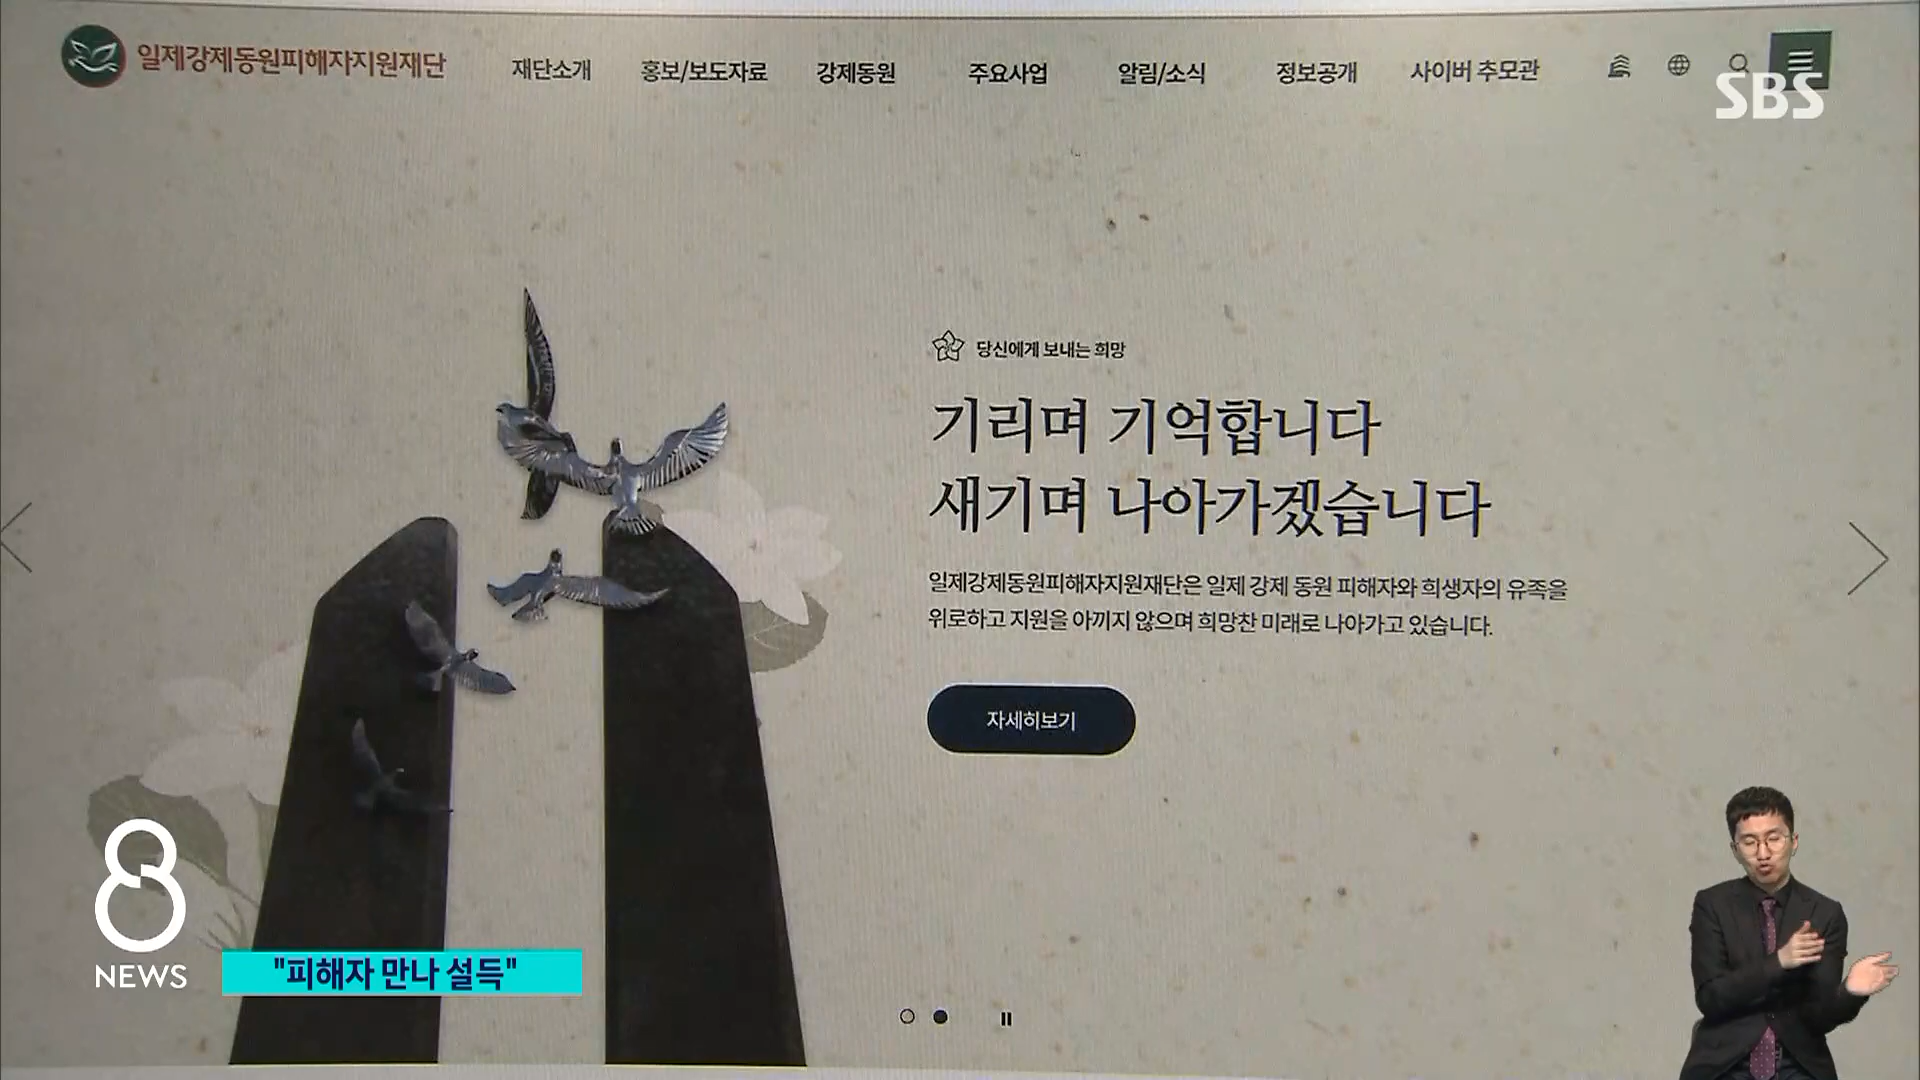 일제강제동원피해자지원재단
재단소개 홍보/보도자료 강제동원 주요사업 알림/소식 정보공개 사이버 추모관
SBS
당신에게 보내는 희망
기리며 기억합니다
새기며 나아가겠습니다
일제강제동원피해자지원재단은 일제 강제 동원 피해자와 희생자의 유족을
위로하고 지원을 아끼지 않으며 희망찬 미래로 나아가고 있습니다.
자세히보기
8
NEWS
"피해자 만나 설득"